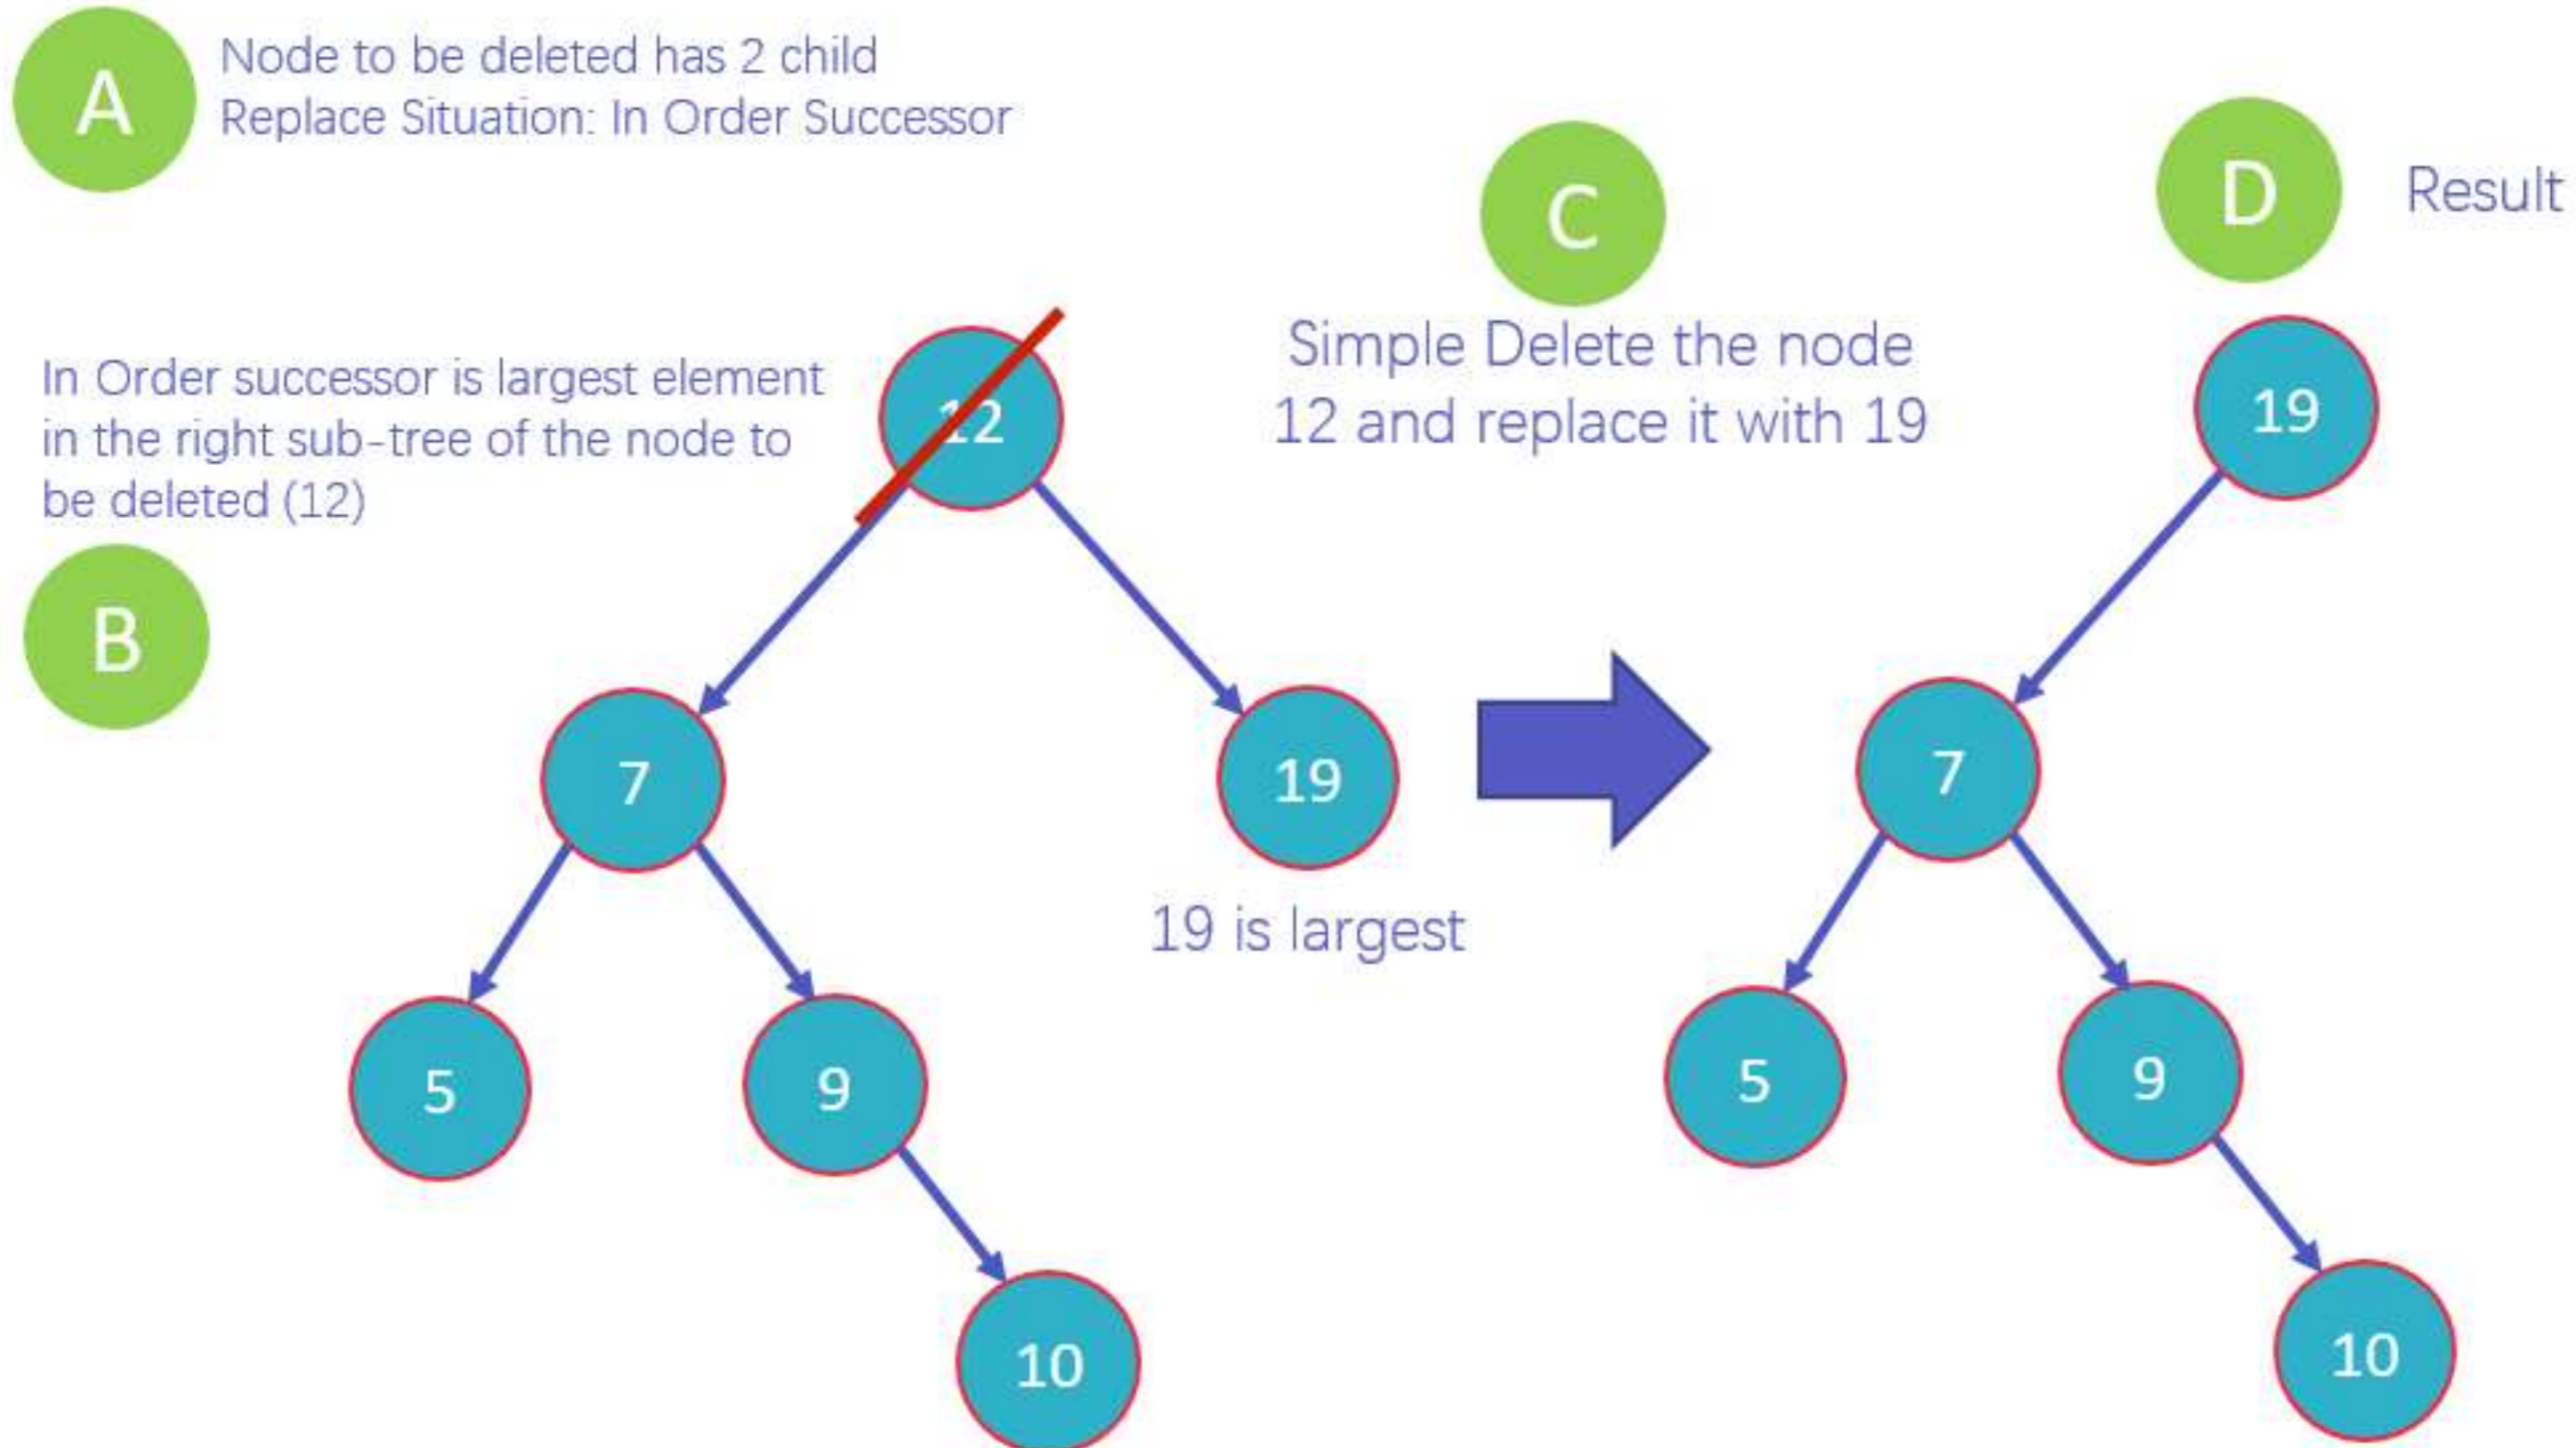 A
Node to be deleted has 2 child
Replace Situation: In Order Successor
B
In Order successor is largest element
in the right sub-tree of the node to
be deleted (12)
12
7
19
19 is largest
5
9
10
C
Simple Delete the node
12 and replace it with 19
D
Result
19
7
5
9
10